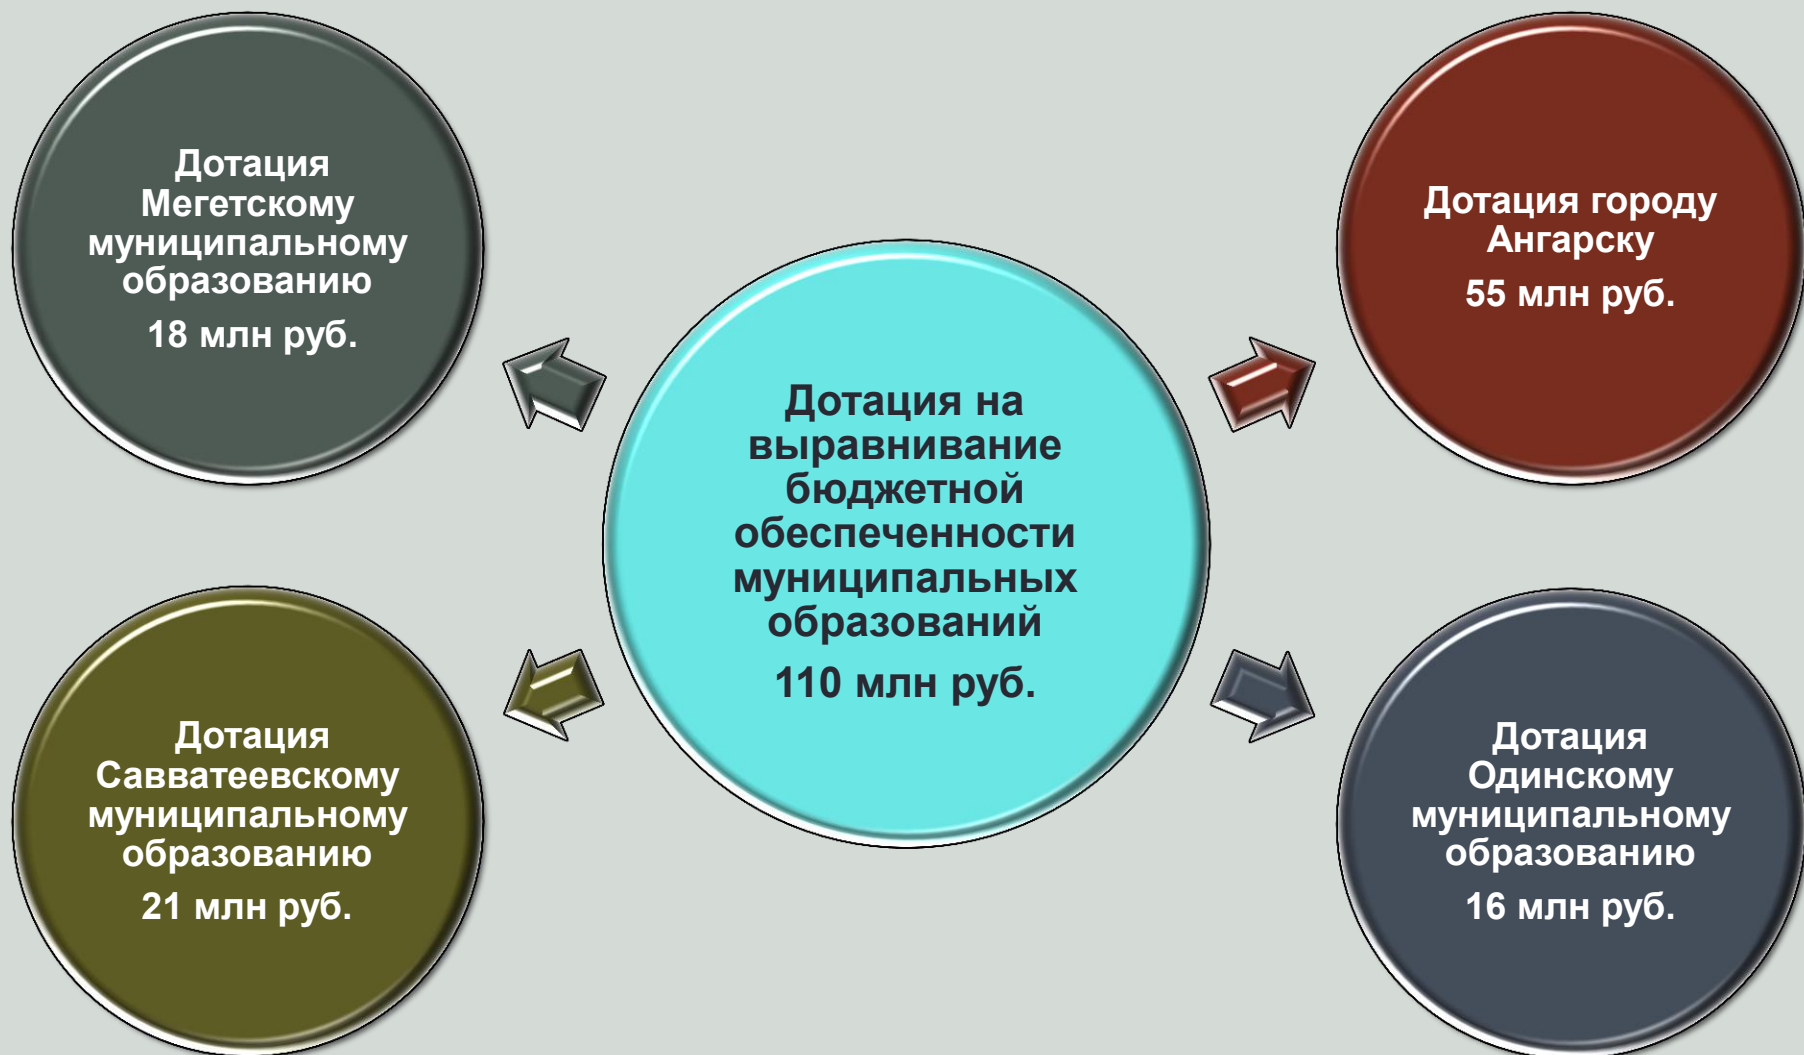 Дотация
Мегетскому
муниципальному
образованию
18 млн руб.
Дотация городу
Ангарску
55 млн руб.
Дотация на
выравнивание
бюджетной
обеспеченности
муниципальных
образований
110 млн руб.
Дотация
Савватеевскому
муниципальному
образованию
21 млн руб.
Дотация
Одинскому
муниципальному
образованию
16 млн руб.